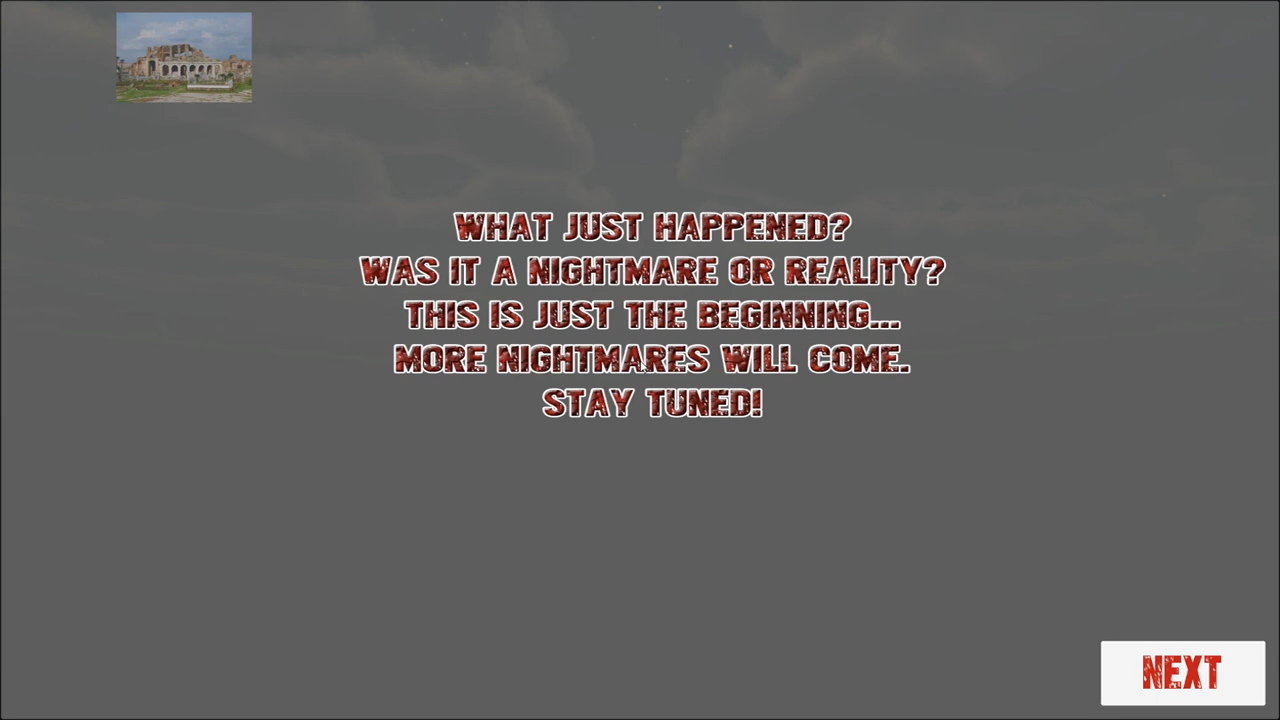 WHAT JUST HAPPENED?
WAS IT A NIGHTMARE OR REALITY?
THIS IS JUST THE BEGINNING...
MORE NIGHTMARES WILL COME.
STAY TUNED!
NEXT